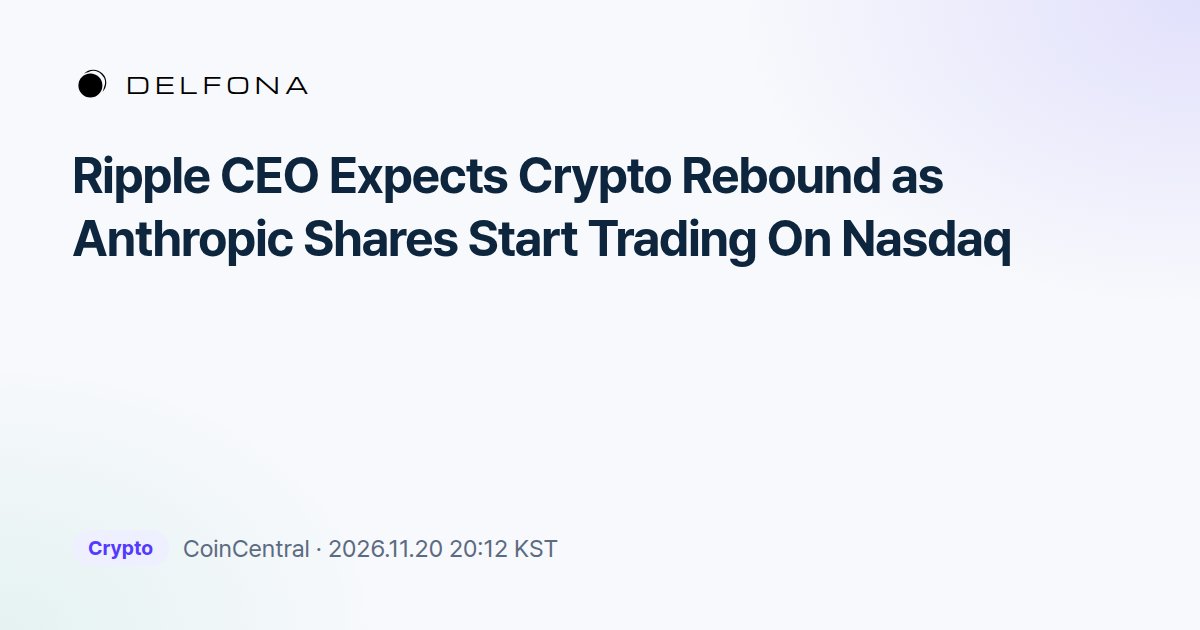 DELFONA
Ripple CEO Expects Crypto Rebound as
Anthropic Shares Start Trading On Nasdaq
Crypto CoinCentral · 2026.11.20 20:12 KST